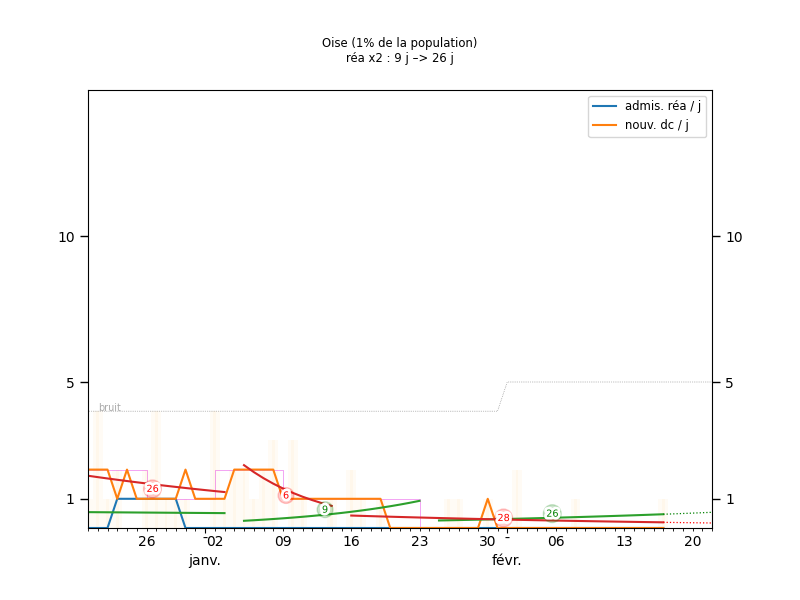 Oise (1% de la population)
réa x2 : 9 j –> 26 j
admis. réa / j
nouv. dc / j
10 10
5 5
bruit
26 6 9 28 26
1 1
26 02 09 16 23 30 - 06 13 20
janv. févr.